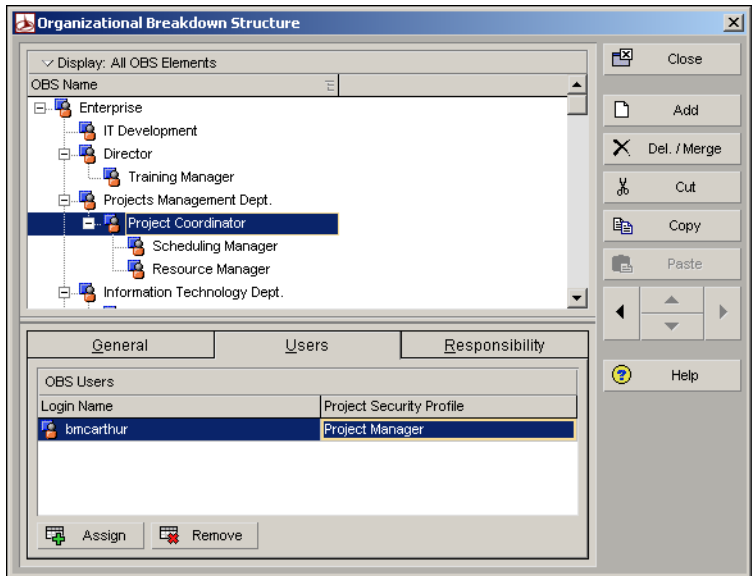 Organizational Breakdown Structure
Display: All OBS Elements
OBS Name
Enterprise
IT Development
Director
Training Manager
Projects Management Dept.
Project Coordinator
Scheduling Manager
Resource Manager
Information Technology Dept.
General Users Responsibility
OBS Users
Login Name Project Security Profile
bmcarthur Project Manager
Assign Remove
Close
Add
Del. / Merge
Cut
Copy
Paste
Help